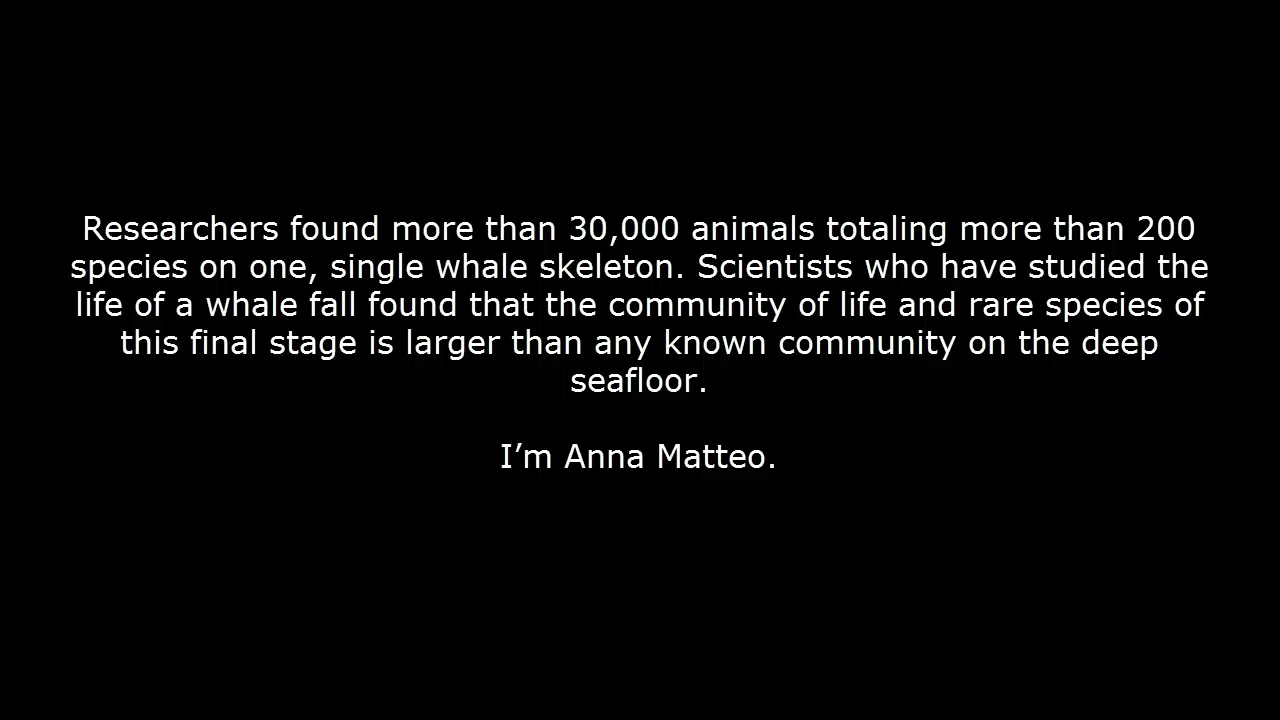 Researchers found more than 30,000 animals totaling more than 200
species on one, single whale skeleton. Scientists who have studied the
life of a whale fall found that the community of life and rare species of
this final stage is larger than any known community on the deep
seafloor.
I’m Anna Matteo.